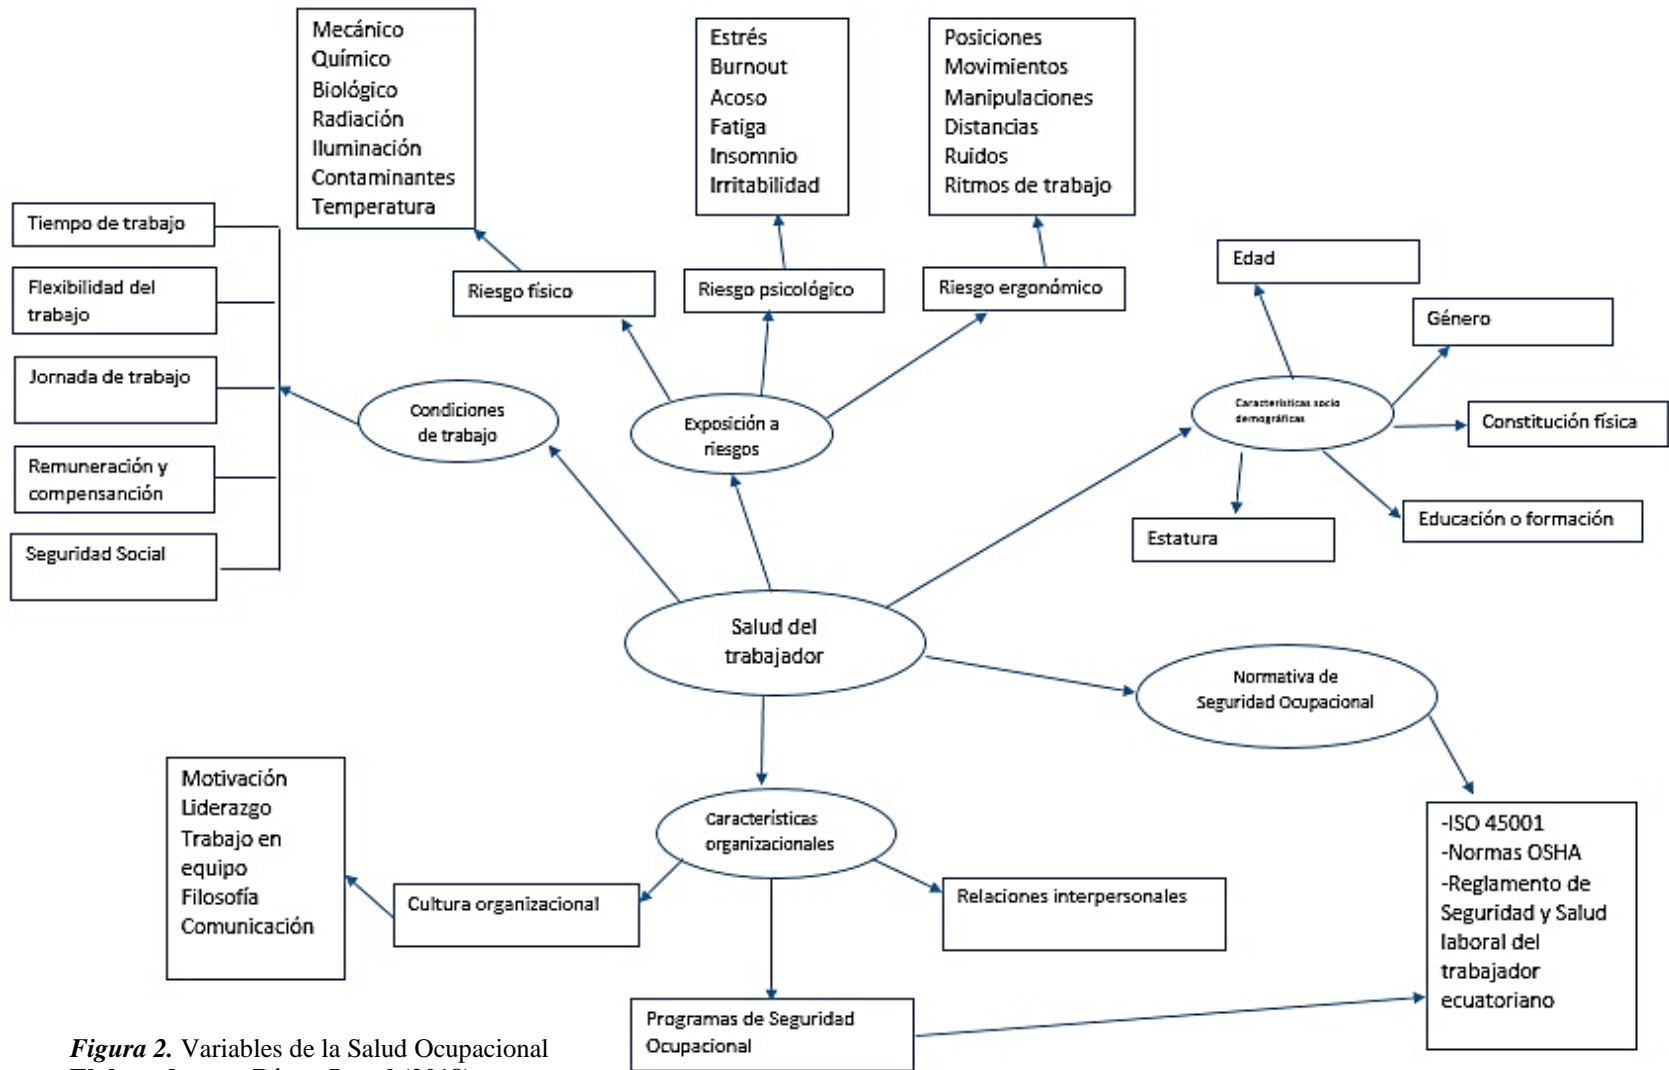 Mecánico
Químico
Biológico
Radiación
Iluminación
Contaminantes
Temperatura
Estrés
Burnout
Acoso
Fatiga
Insomnio
Irritabilidad
Posiciones
Movimientos
Manipulaciones
Distancias
Ruidos
Ritmos de trabajo
Tiempo de trabajo
Flexibilidad del
trabajo
Jornada de trabajo
Remuneración y
compensanción
Seguridad Social
Riesgo físico
Riesgo psicológico
Riesgo ergonómico
Edad
Género
Constitución física
Educación o formación
Estatura
Condiciones
de trabajo
Exposición a
riesgos
Características socio
demográficas
Salud del
trabajador
Normativa de
Seguridad Ocupacional
Motivación
Liderazgo
Trabajo en
equipo
Filosofía
Comunicación
Características
organizacionales
Cultura organizacional
Relaciones interpersonales
Programas de Seguridad
Ocupacional
-ISO 45001
-Normas OSHA
-Reglamento de
Seguridad y Salud
laboral del
trabajador
ecuatoriano
Figura 2. Variables de la Salud Ocupacional